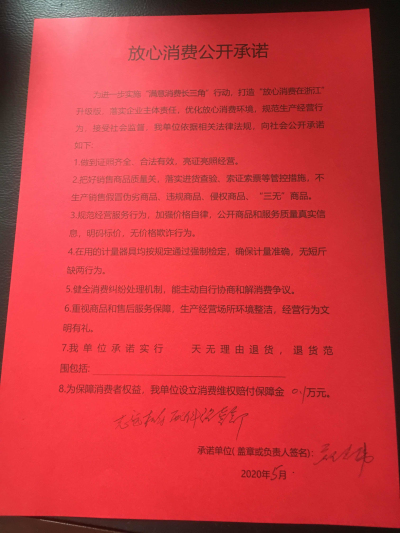 放心消费公开承诺
为进一步实施“满意消费长三角”行动，打造“放心消费在浙江”
升级版，落实企业主体责任，优化放心消费环境，规范生产经营行
为，接受社会监督，我单位依据相关法律法规，向社会公开承诺
如下：
1.做到证照齐全、合法有效，亮证亮照经营。
2.把好销售商品质量关，落实进货查验、索证索票等管控措施，不
生产销售假冒伪劣商品、违规商品、侵权商品、“三无”商品。
3.规范经营服务行为，加强价格自律，公开商品和服务质量真实信
息，明码标价，无价格欺诈行为。
4.在用的计量器具均按规定通过强制检定，确保计量准确，无短斤
缺两行为。
5.健全消费纠纷处理机制，能主动自行协商和解消费争议。
6.重视商品和售后服务保障，生产经营场所环境整洁，经营行为文
明有礼。
7.我单位承诺实行 天无理由退货，退货范
围包括:
8.为保障消费者权益，我单位设立消费维权赔付保障金 0.1万元。
承诺单位(盖章或负责人签名):
2020年5月